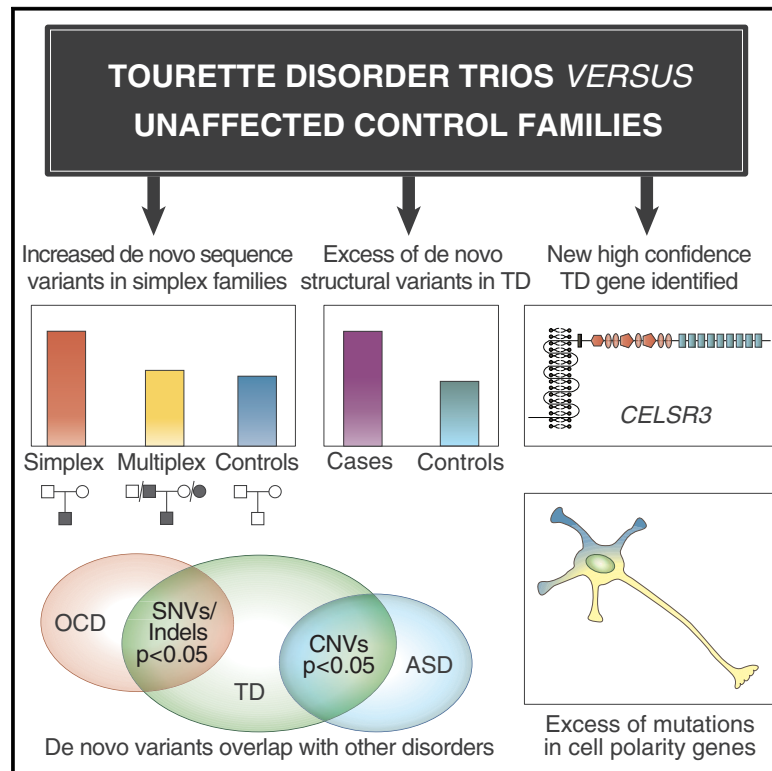 TOURETTE DISORDER TRIOS VERSUS
UNAFFECTED CONTROL FAMILIES
Increased de novo sequence
variants in simplex families
Excess of de novo
structural variants in TD
New high confidence
TD gene identified
Simplex
Multiplex
Controls
Cases
Controls
CELSR3
OCD
SNVs/
Indels
p<0.05
TD
CNVs
p<0.05
ASD
De novo variants overlap with other disorders
Excess of mutations
in cell polarity genes